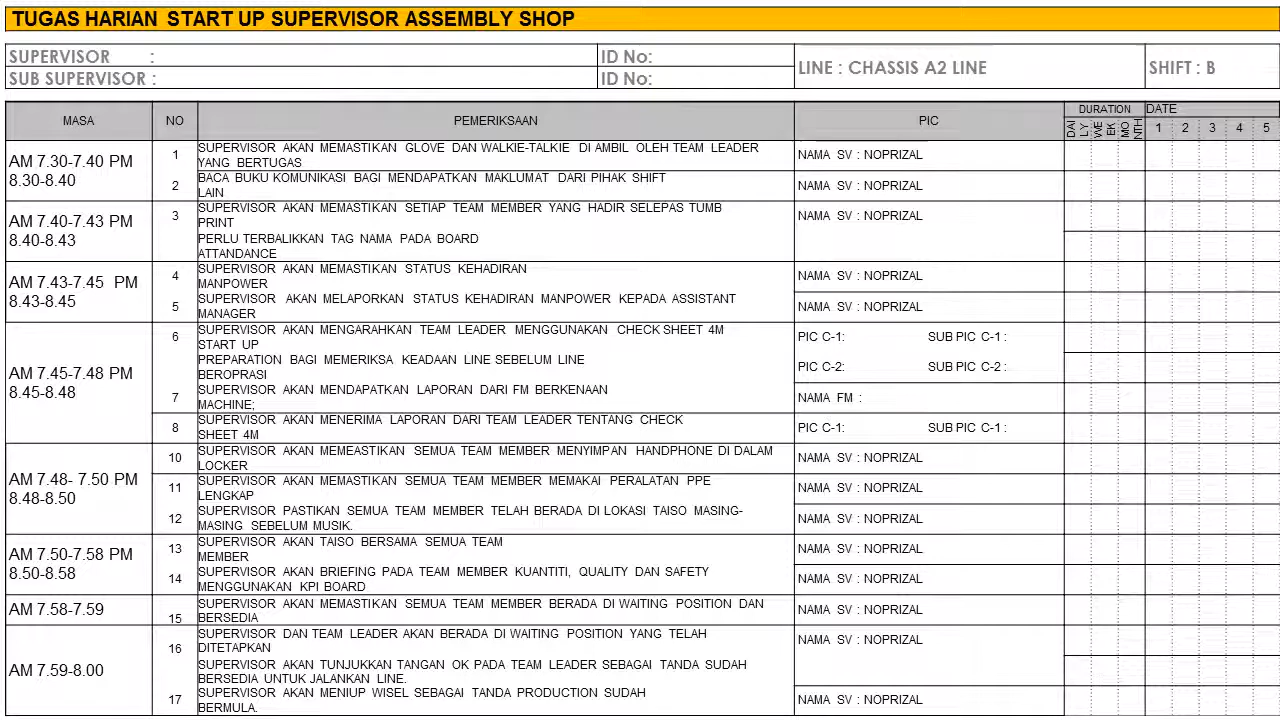 TUGAS HARIAN START UP SUPERVISOR ASSEMBLY SHOP
SUPERVISOR : ID No:
SUB SUPERVISOR : ID No:
LINE : CHASSIS A2 LINE SHIFT : B
MASA NO PEMERIKSAAN PIC DURATION DATE
DAILY WEEK MONTH 1 2 3 4 5
AM 7.30-7.40 PM
8.30-8.40
1 SUPERVISOR AKAN MEMASTIKAN GLOVE DAN WALKIE-TALKIE DI AMBIL OLEH TEAM LEADER NAMA SV : NOPRIZAL
YANG BERTUGAS
2 BACA BUKU KOMUNIKASI BAGI MENDAPATKAN MAKLUMAT DARI PIHAK SHIFT NAMA SV : NOPRIZAL
LAIN
AM 7.40-7.43 PM
8.40-8.43
3 SUPERVISOR AKAN MEMASTIKAN SETIAP TEAM MEMBER YANG HADIR SELEPAS TUMB NAMA SV : NOPRIZAL
PRINT
PERLU TERBALIKKAN TAG NAMA PADA BOARD
ATTANDANCE
AM 7.43-7.45 PM
8.43-8.45
4 SUPERVISOR AKAN MEMASTIKAN STATUS KEHADIRAN NAMA SV : NOPRIZAL
MANPOWER
5 SUPERVISOR AKAN MELAPORKAN STATUS KEHADIRAN MANPOWER KEPADA ASSISTANT NAMA SV : NOPRIZAL
MANAGER
AM 7.45-7.48 PM
8.45-8.48
6 SUPERVISOR AKAN MENGARAHKAN TEAM LEADER MENGGUNAKAN CHECK SHEET 4M PIC C-1: SUB PIC C-1 :
START UP
PREPARATION BAGI MEMERIKSA KEADAAN LINE SEBELUM LINE PIC C-2: SUB PIC C-2 :
BEROPRASI
7 SUPERVISOR AKAN MENDAPATKAN LAPORAN DARI FM BERKENAAN NAMA FM :
MACHINE;
8 SUPERVISOR AKAN MENERIMA LAPORAN DARI TEAM LEADER TENTANG CHECK PIC C-1: SUB PIC C-1 :
SHEET 4M
AM 7.48- 7.50 PM
8.48-8.50
10 SUPERVISOR AKAN MEMEASTIKAN SEMUA TEAM MEMBER MENYIMPAN HANDPHONE DI DALAM NAMA SV : NOPRIZAL
LOCKER
11 SUPERVISOR AKAN MEMASTIKAN SEMUA TEAM MEMBER MEMAKAI PERALATAN PPE NAMA SV : NOPRIZAL
LENGKAP
12 SUPERVISOR PASTIKAN SEMUA TEAM MEMBER TELAH BERADA DI LOKASI TAISO MASING- NAMA SV : NOPRIZAL
MASING SEBELUM MUSIK.
AM 7.50-7.58 PM
8.50-8.58
13 SUPERVISOR AKAN TAISO BERSAMA SEMUA TEAM NAMA SV : NOPRIZAL
MEMBER
14 SUPERVISOR AKAN BRIEFING PADA TEAM MEMBER KUANTITI, QUALITY DAN SAFETY NAMA SV : NOPRIZAL
MENGGUNAKAN KPI BOARD
AM 7.58-7.59
15 SUPERVISOR AKAN MEMASTIKAN SEMUA TEAM MEMBER BERADA DI WAITING POSITION DAN NAMA SV : NOPRIZAL
BERSEDIA
AM 7.59-8.00
16 SUPERVISOR DAN TEAM LEADER AKAN BERADA DI WAITING POSITION YANG TELAH NAMA SV : NOPRIZAL
DITETAPKAN
SUPERVISOR AKAN TUNJUKKAN TANGAN OK PADA TEAM LEADER SEBAGAI TANDA SUDAH
BERSEDIA UNTUK JALANKAN LINE.
17 SUPERVISOR AKAN MENIUP WISEL SEBAGAI TANDA PRODUCTION SUDAH NAMA SV : NOPRIZAL
BERMULA.